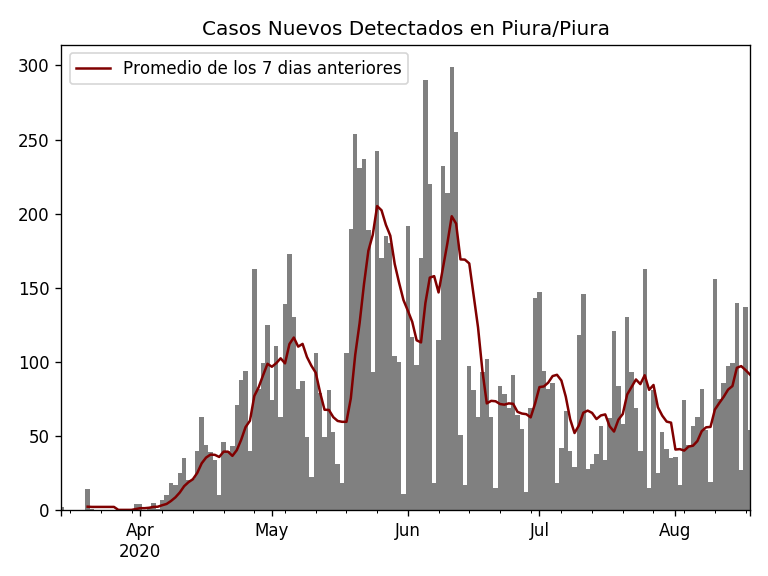 Casos Nuevos Detectados en Piura/Piura
Promedio de los 7 dias anteriores
300
250
200
150
100
50
0
Apr May Jun Jul Aug
2020